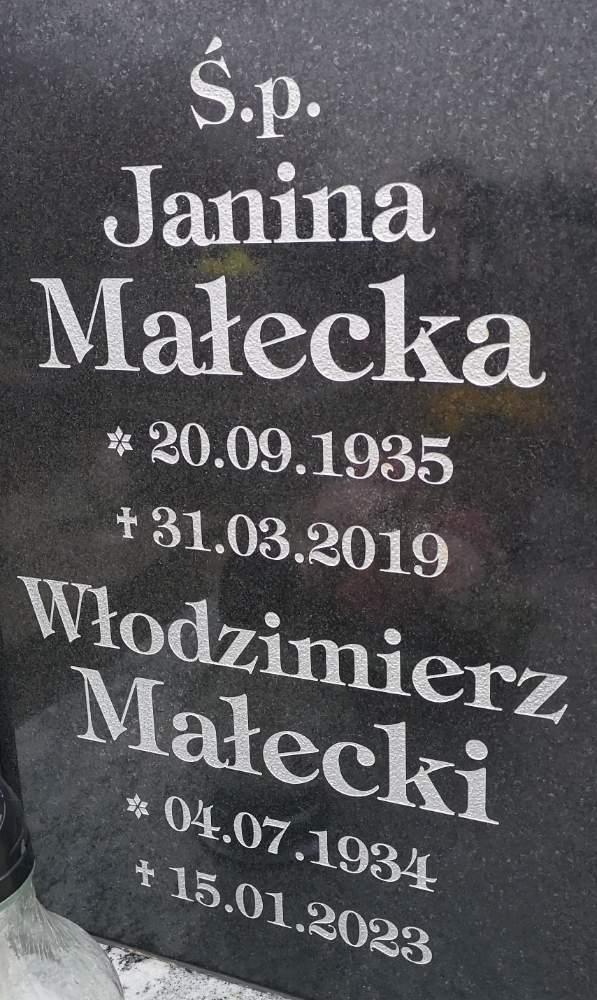 Ś.p.
Janina
Małecka
* 20.09.1935
✝ 31.03.2019
Włodzimierz
Małecki
* 04.07.1934
✝ 15.01.2023